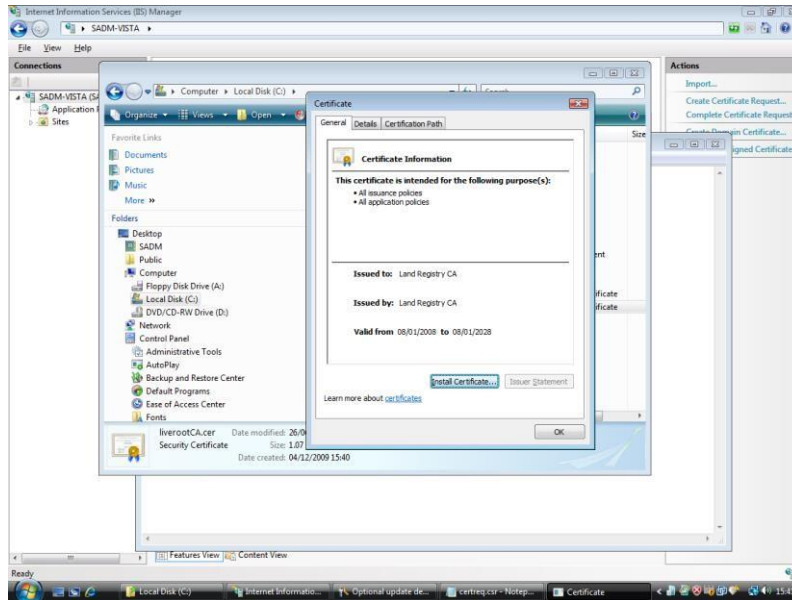 Internet Information Services (IIS) Manager
SADM-VISTA
File View Help
Connections
SADM-VISTA (SA
Application P
Sites
Computer Local Disk (C:)
Search
Organize Views Open
Favorite Links
Documents
Pictures
Music
More »
Folders
Desktop
SADM
Public
Computer
Floppy Disk Drive (A:)
Local Disk (C:)
DVD/CD-RW Drive (D:)
Network
Control Panel
Administrative Tools
AutoPlay
Backup and Restore Center
Default Programs
Ease of Access Center
Fonts
Size
ent
ificate
ificate
liverootCA.cer Date modified: 26/0
Security Certificate Size: 1.07
Date created: 04/12/2009 15:40
Certificate
General Details Certification Path
Certificate Information
This certificate is intended for the following purpose(s):
• All issuance policies
• All application policies
Issued to: Land Registry CA
Issued by: Land Registry CA
Valid from 08/01/2008 to 08/01/2028
Install Certificate... Issuer Statement
Learn more about certificates
OK
Actions
Import...
Create Certificate Request...
Complete Certificate Request
Create Domain Certificate...
igned Certificate
Features View Content View
Ready
Local Disk (C:) Internet Informatio... Optional update de... certreq.csr - Notep... Certificate